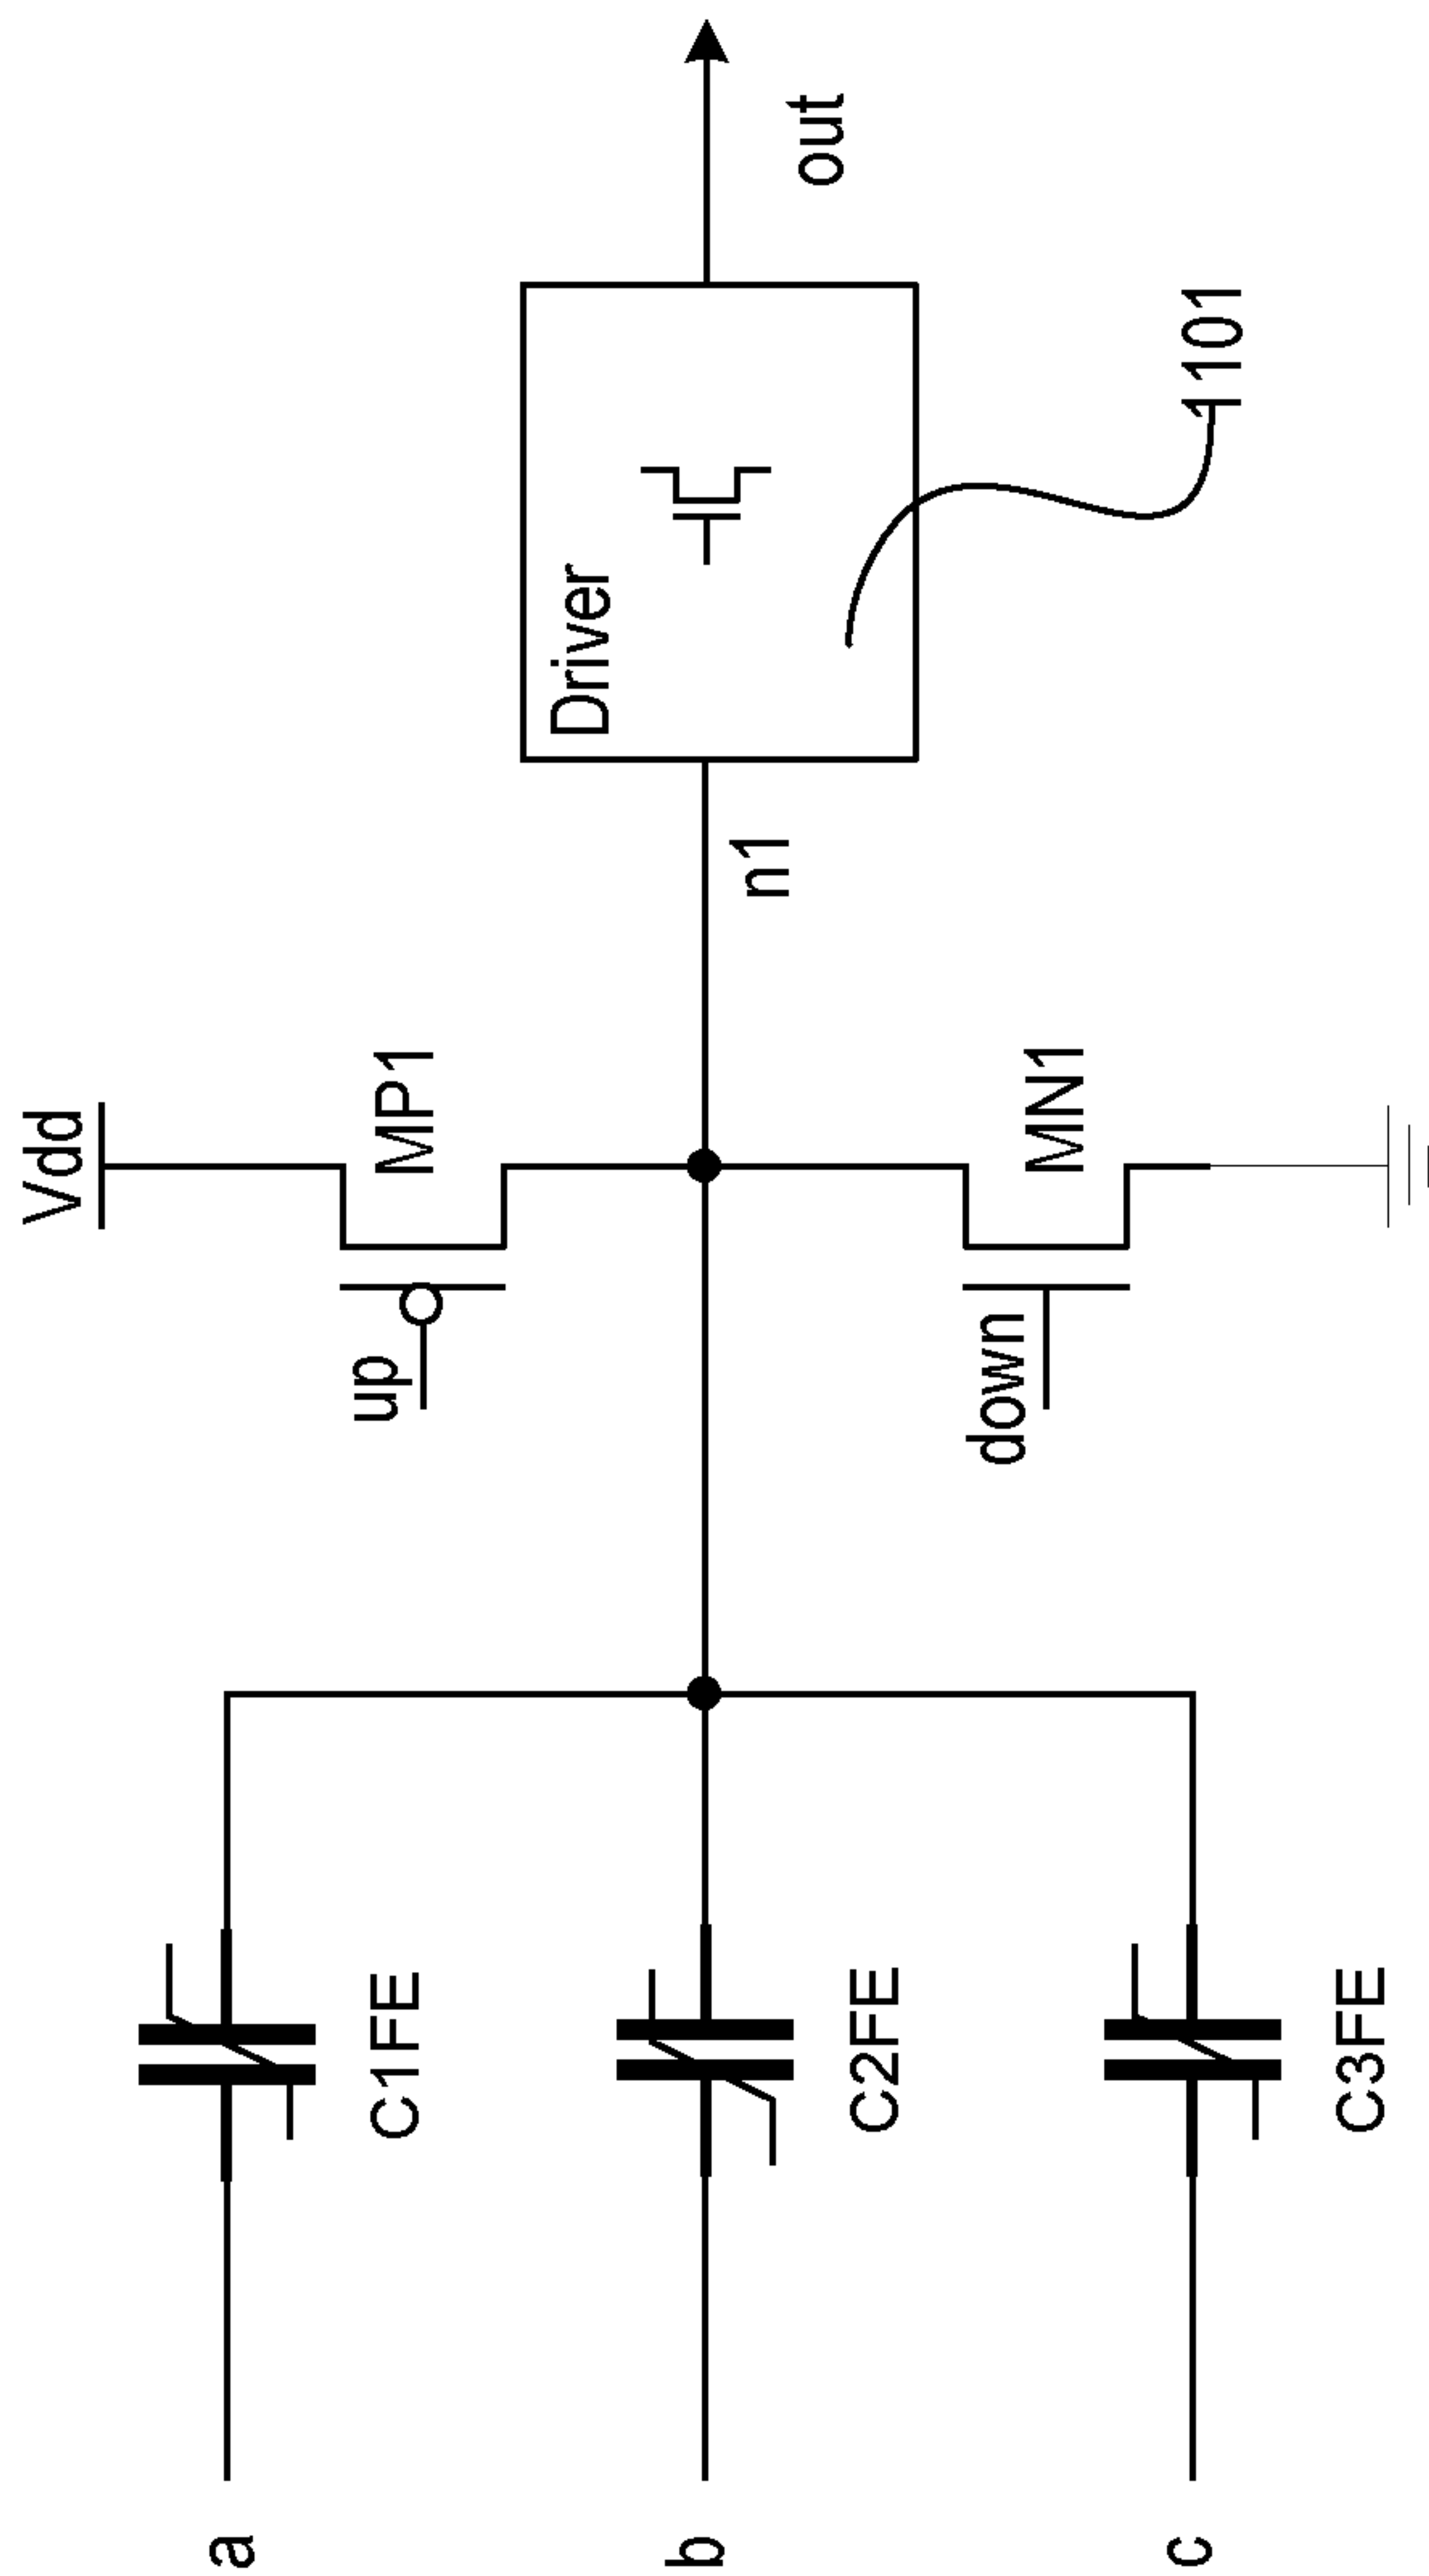 Vdd
a
C1FE
up
MP1
Driver
out
b
C2FE
n1
down
MN1
1101
c
C3FE